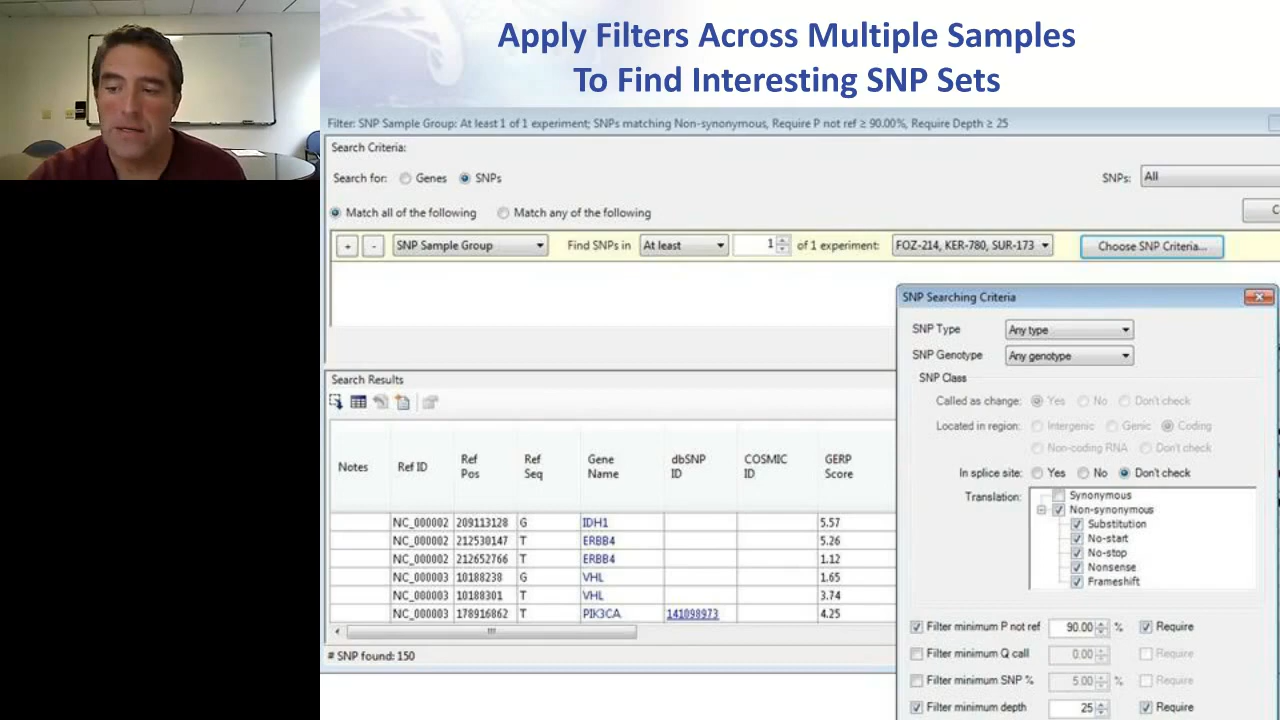 Apply Filters Across Multiple Samples
To Find Interesting SNP Sets
Filter: SNP Sample Group: At least 1 of 1 experiment; SNPs matching Non-synonymous, Require P not ref ≥ 90.00%, Require Depth ≥ 25
Search Criteria:
Search for: Genes SNPs SNPs: All
Match all of the following Match any of the following C
+ - SNP Sample Group Find SNPs in At least 1 of 1 experiment: FOZ-214, KER-780, SUR-173 Choose SNP Criteria...
SNP Searching Criteria
SNP Type Any type
SNP Genotype Any genotype
SNP Class
Called as change: Yes No Don't check
Located in region: Intergenic Genic Coding
Non-coding RNA Don't check
In splice site: Yes No Don't check
Translation: Synonymous
Non-synonymous
Substitution
No-start
No-stop
Nonsense
Frameshift
Filter minimum P not ref 90.00 % Require
Filter minimum Q call 0.00 Require
Filter minimum SNP % 5.00 % Require
Filter minimum depth 25 Require
Search Results
Notes Ref ID Ref Pos Ref Seq Gene Name dbSNP ID COSMIC ID GERP Score
NC_000002 209113128 G IDH1 5.57
NC_000002 212530147 T ERBB4 5.26
NC_000002 212652766 T ERBB4 1.12
NC_000003 10188238 G VHL 1.65
NC_000003 10188301 T VHL 3.74
NC_000003 178916862 T PIK3CA 141098973 4.25
# SNP found: 150